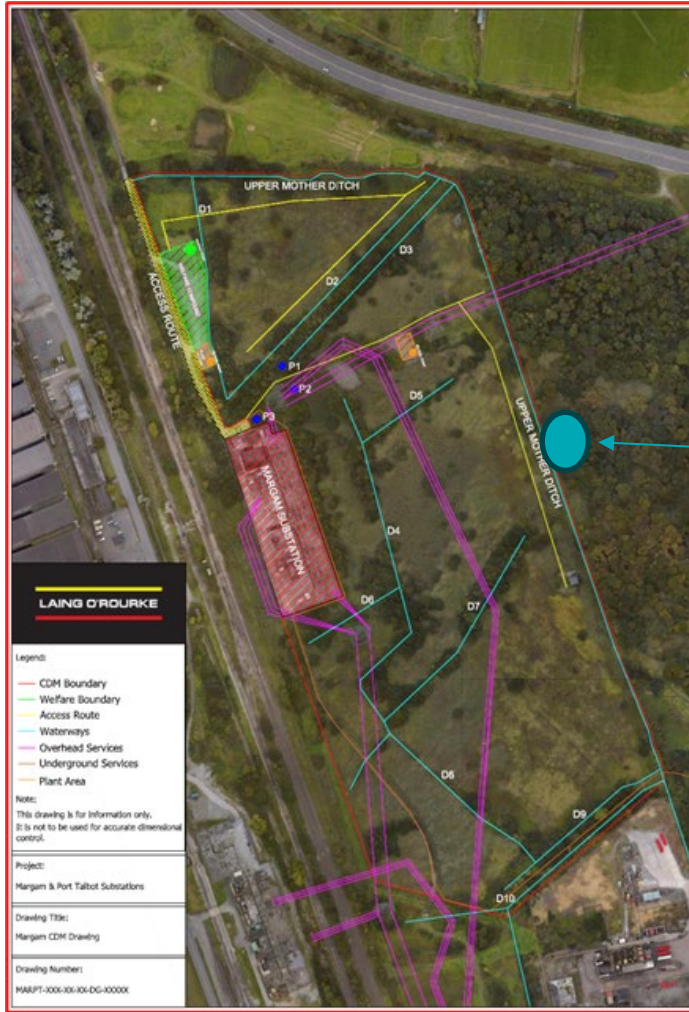 UPPER MOTHER DITCH
D1
D2
D3
ACCESS ROUTE
P1
P2
P3
D5
UPPER MOTHER DITCH
MARGAM SUBSTATION
D4
D6
D7
LAING O'ROURKE
Legend:
CDM Boundary
Welfare Boundary
Access Route
Waterways
Overhead Services
Underground Services
Plant Area
Note:
This drawing is for information only.
It is not to be used for accurate dimensional
control.
Project:
Margam & Port Talbot Substations
Drawing Title:
Margam CDM Drawing
Drawing Number:
MARPT-XXX-XX-XX-DG-XXXXX
D9
D10